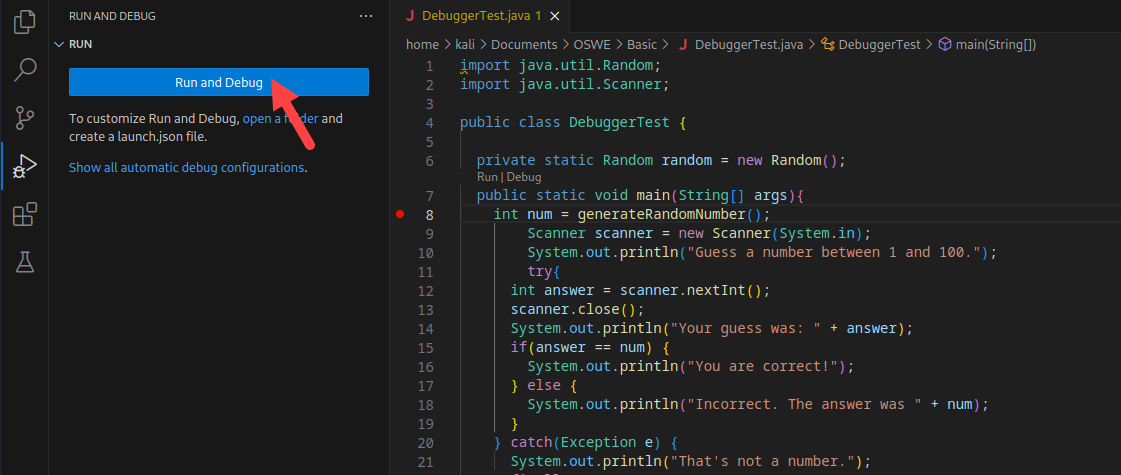 RUN AND DEBUG ...
RUN
Run and Debug
To customize Run and Debug, open a folder and
create a launch.json file.
Show all automatic debug configurations.
J DebuggerTest.java 1 ×
home > kali > Documents > OSWE > Basic > J DebuggerTest.java > DebuggerTest > main(String[])
1 import java.util.Random;
2 import java.util.Scanner;
3
4 public class DebuggerTest {
5
6 private static Random random = new Random();
Run | Debug
7 public static void main(String[] args){
8 int num = generateRandomNumber();
9 Scanner scanner = new Scanner(System.in);
10 System.out.println("Guess a number between 1 and 100.");
11 try{
12 int answer = scanner.nextInt();
13 scanner.close();
14 System.out.println("Your guess was: " + answer);
15 if(answer == num) {
16 System.out.println("You are correct!");
17 } else {
18 System.out.println("Incorrect. The answer was " + num);
19 }
20 } catch(Exception e) {
21 System.out.println("That's not a number.");